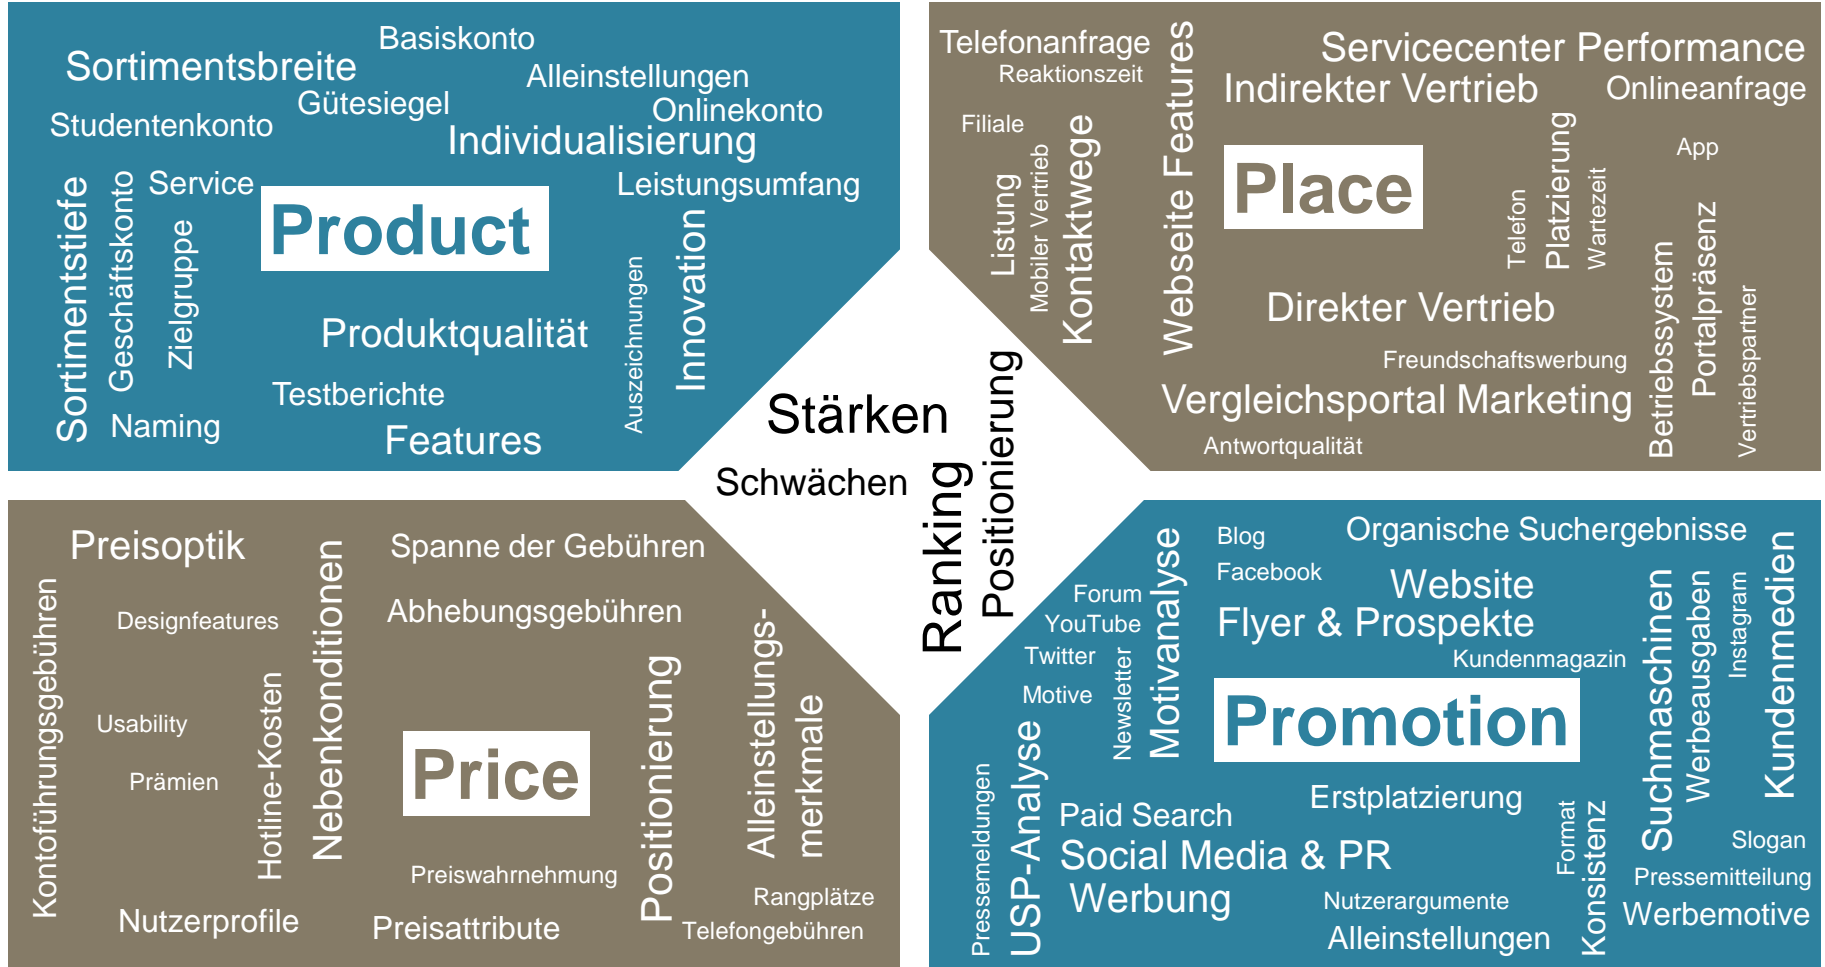 Basiskonto
Sortimentsbreite
Alleinstellungen
Gütesiegel
Onlinekonto
Studentenkonto
Individualisierung
Service
Leistungsumfang
Product
Sortimentstiefe
Geschäftskonto
Zielgruppe
Innovation
Auszeichnungen
Produktqualität
Testberichte
Naming
Features
Telefonanfrage
Reaktionszeit
Servicecenter Performance
Indirekter Vertrieb
Onlineanfrage
Filiale
Webseite Features
Kontaktwege
Listung
Mobiler Vertrieb
Place
App
Telefon
Platzierung
Wartezeit
Direkter Vertrieb
Betriebssystem
Portalpräsenz
Vertriebspartner
Freundschaftswerbung
Vergleichsportal Marketing
Antwortqualität
Stärken
Schwächen
Ranking
Positionierung
Preisoptik
Spanne der Gebühren
Designfeatures
Abhebungsgebühren
Kontoführungsgebühren
Nebenkonditionen
Hotline-Kosten
Usability
Prämien
Price
Positionierung
Alleinstellungs-
merkmale
Preiswahrnehmung
Rangplätze
Nutzerprofile
Preisattribute
Telefongebühren
Blog
Organische Suchergebnisse
Facebook
Website
Forum
YouTube
Flyer & Prospekte
Twitter
Kundenmagazin
Motive
Newsletter
Motivanalyse
Promotion
Suchmaschinen
Werbeausgaben
Instagram
Kundenmedien
Pressemeldungen
USP-Analyse
Erstplatzierung
Paid Search
Social Media & PR
Werbung
Format
Konsistenz
Slogan
Pressemitteilung
Nutzerargumente
Werbemotive
Alleinstellungen